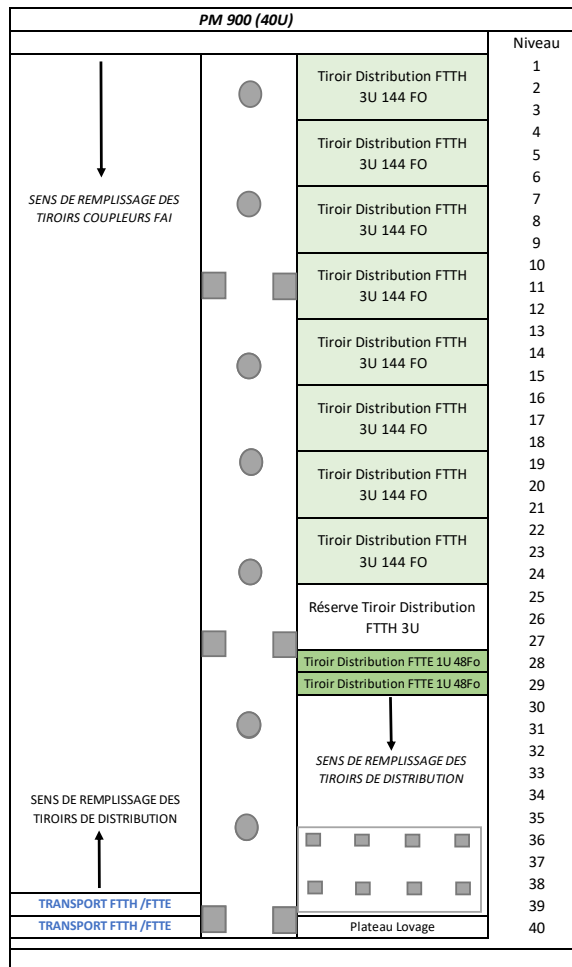 PM 900 (40U)
Niveau
SENS DE REMPLISSAGE DES
TIROIRS COUPLEURS FAI
SENS DE REMPLISSAGE DES
TIROIRS DE DISTRIBUTION
TRANSPORT FTTH /FTTE
TRANSPORT FTTH /FTTE
Tiroir Distribution FTTH
3U 144 FO
Tiroir Distribution FTTH
3U 144 FO
Tiroir Distribution FTTH
3U 144 FO
Tiroir Distribution FTTH
3U 144 FO
Tiroir Distribution FTTH
3U 144 FO
Tiroir Distribution FTTH
3U 144 FO
Tiroir Distribution FTTH
3U 144 FO
Tiroir Distribution FTTH
3U 144 FO
Réserve Tiroir Distribution
FTTH 3U
Tiroir Distribution FTTE 1U 48Fo
Tiroir Distribution FTTE 1U 48Fo
SENS DE REMPLISSAGE DES
TIROIRS DE DISTRIBUTION
Plateau Lovage
1
2
3
4
5
6
7
8
9
10
11
12
13
14
15
16
17
18
19
20
21
22
23
24
25
26
27
28
29
30
31
32
33
34
35
36
37
38
39
40